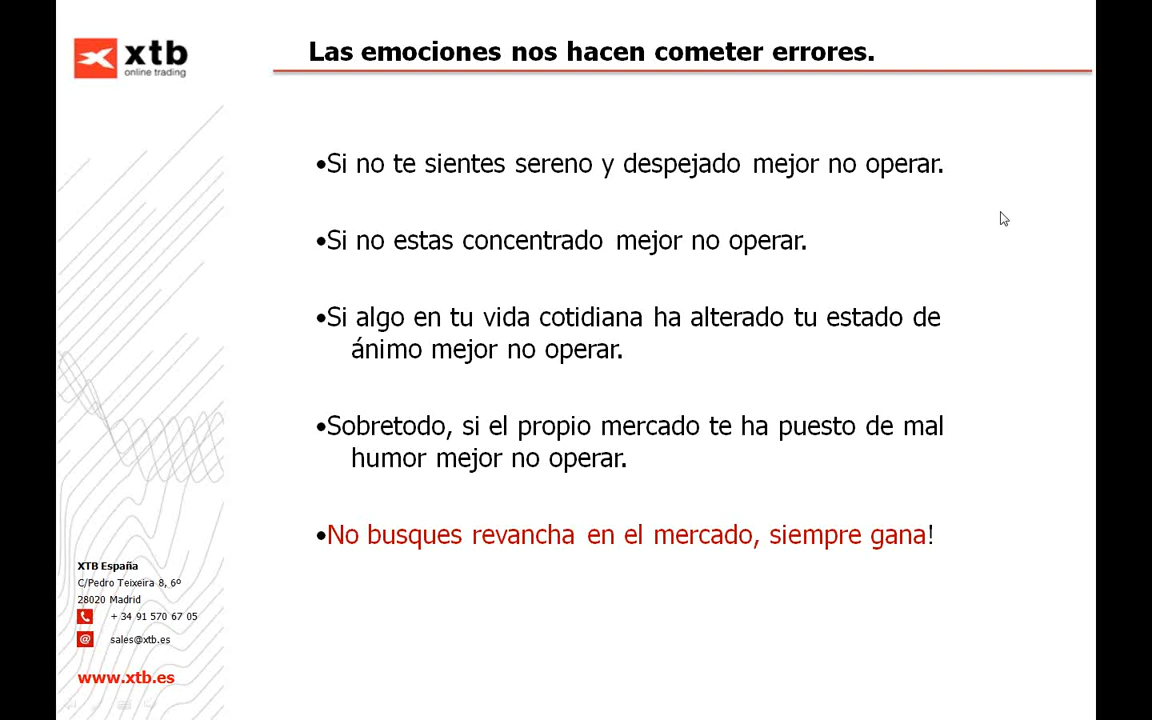 xtb
online trading
Las emociones nos hacen cometer errores.
•Si no te sientes sereno y despejado mejor no operar.
•Si no estas concentrado mejor no operar.
•Si algo en tu vida cotidiana ha alterado tu estado de
ánimo mejor no operar.
•Sobretodo, si el propio mercado te ha puesto de mal
humor mejor no operar.
•No busques revancha en el mercado, siempre gana!
XTB España
C/Pedro Teixeira 8, 6º
28020 Madrid
+ 34 91 570 67 05
@ sales@xtb.es
www.xtb.es